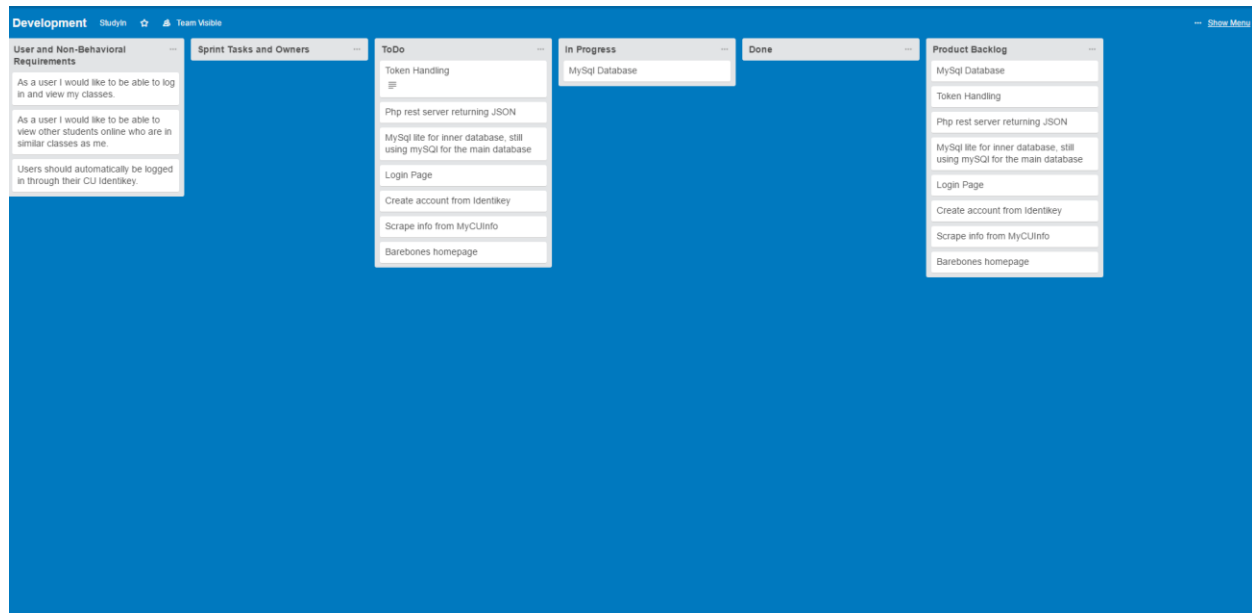 Development StudyIn Team Visible
··· Show Menu
User and Non-Behavioral
Requirements
As a user I would like to be able to log
in and view my classes.
As a user I would like to be able to
view other students online who are in
similar classes as me.
Users should automatically be logged
in through their CU Identikey.
Sprint Tasks and Owners
ToDo
Token Handling
Php rest server returning JSON
MySql lite for inner database, still
using mySQl for the main database
Login Page
Create account from Identikey
Scrape info from MyCUInfo
Barebones homepage
In Progress
MySql Database
Done
Product Backlog
MySql Database
Token Handling
Php rest server returning JSON
MySql lite for inner database, still
using mySQl for the main database
Login Page
Create account from Identikey
Scrape info from MyCUInfo
Barebones homepage